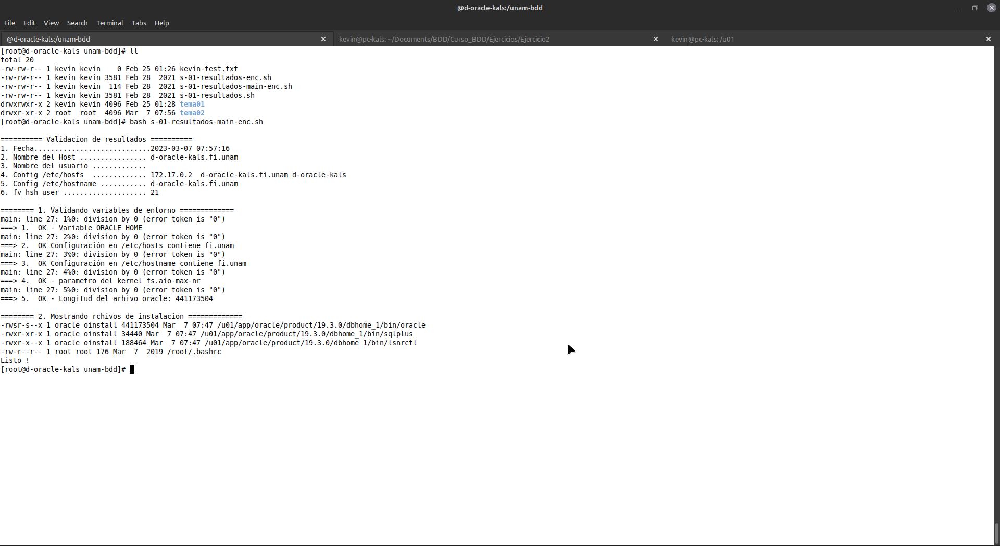 @d-oracle-kals:/unam-bdd
File Edit View Search Terminal Tabs Help
@d-oracle-kals:/unam-bdd
kevin@pc-kals: ~/Documents/BDD/Curso_BDD/Ejercicios/Ejercicio2
kevin@pc-kals: /u01
[root@d-oracle-kals unam-bdd]# ll
total 20
-rw-rw-r-- 1 kevin kevin    0 Feb 25 01:26 kevin-test.txt
-rw-rw-r-- 1 kevin kevin 3581 Feb 28  2021 s-01-resultados-enc.sh
-rw-rw-r-- 1 kevin kevin  114 Feb 28  2021 s-01-resultados-main-enc.sh
-rw-rw-r-- 1 kevin kevin 3581 Feb 28  2021 s-01-resultados.sh
drwxrwxr-x 2 kevin kevin 4096 Feb 25 01:28 tema01
drwxr-xr-x 2 root  root  4096 Mar  7 07:56 tema02
[root@d-oracle-kals unam-bdd]# bash s-01-resultados-main-enc.sh
========== Validacion de resultados ==========
1. Fecha............................2023-03-07 07:57:16
2. Nombre del Host ................ d-oracle-kals.fi.unam
3. Nombre del usuario .............
4. Config /etc/hosts  ............. 172.17.0.2  d-oracle-kals.fi.unam d-oracle-kals
5. Config /etc/hostname ........... d-oracle-kals.fi.unam
6. fv_hsh_user .................... 21
======== 1. Validando variables de entorno =============
main: line 27: 1%0: division by 0 (error token is "0")
===> 1.  OK - Variable ORACLE_HOME
main: line 27: 2%0: division by 0 (error token is "0")
===> 2.  OK Configuración en /etc/hosts contiene fi.unam
main: line 27: 3%0: division by 0 (error token is "0")
===> 3.  OK Configuración en /etc/hostname contiene fi.unam
main: line 27: 4%0: division by 0 (error token is "0")
===> 4.  OK - parametro del kernel fs.aio-max-nr
main: line 27: 5%0: division by 0 (error token is "0")
===> 5.  OK - Longitud del arhivo oracle: 441173504
======== 2. Mostrando rchivos de instalacion =============
-rwsr-s--x 1 oracle oinstall 441173504 Mar  7 07:47 /u01/app/oracle/product/19.3.0/dbhome_1/bin/oracle
-rwxr-xr-x 1 oracle oinstall 34440 Mar  7 07:47 /u01/app/oracle/product/19.3.0/dbhome_1/bin/sqlplus
-rwxr-x--x 1 oracle oinstall 188464 Mar  7 07:47 /u01/app/oracle/product/19.3.0/dbhome_1/bin/lsnrctl
-rw-r--r-- 1 root root 176 Mar  7  2019 /root/.bashrc
Listo !
[root@d-oracle-kals unam-bdd]#